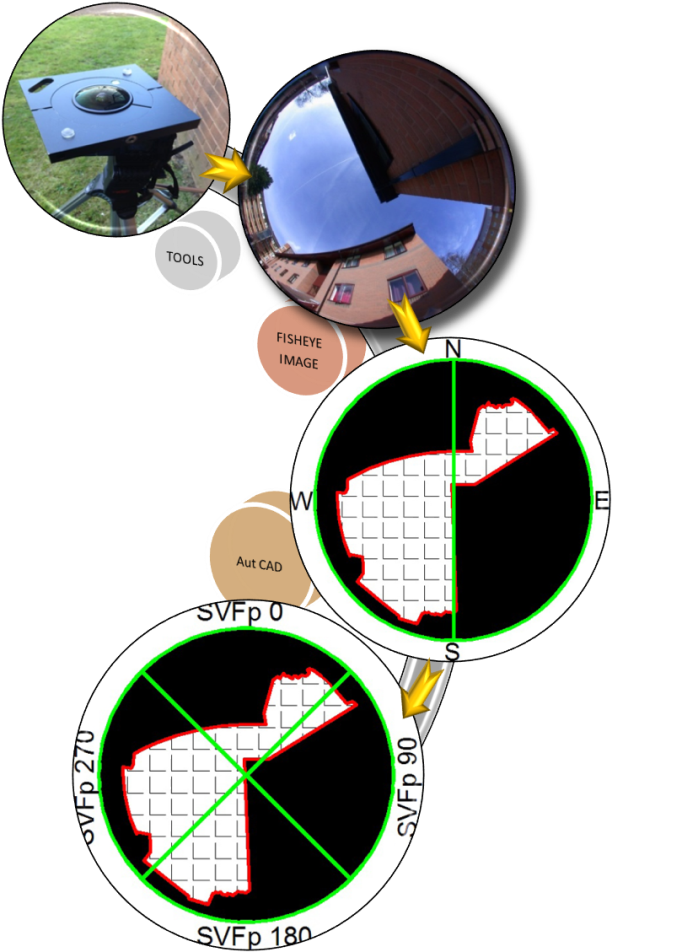 TOOLS
FISHEYE
IMAGE
N
W
E
Aut CAD
S
SVFp 0
SVFp 270
SVFp 90
SVFp 180